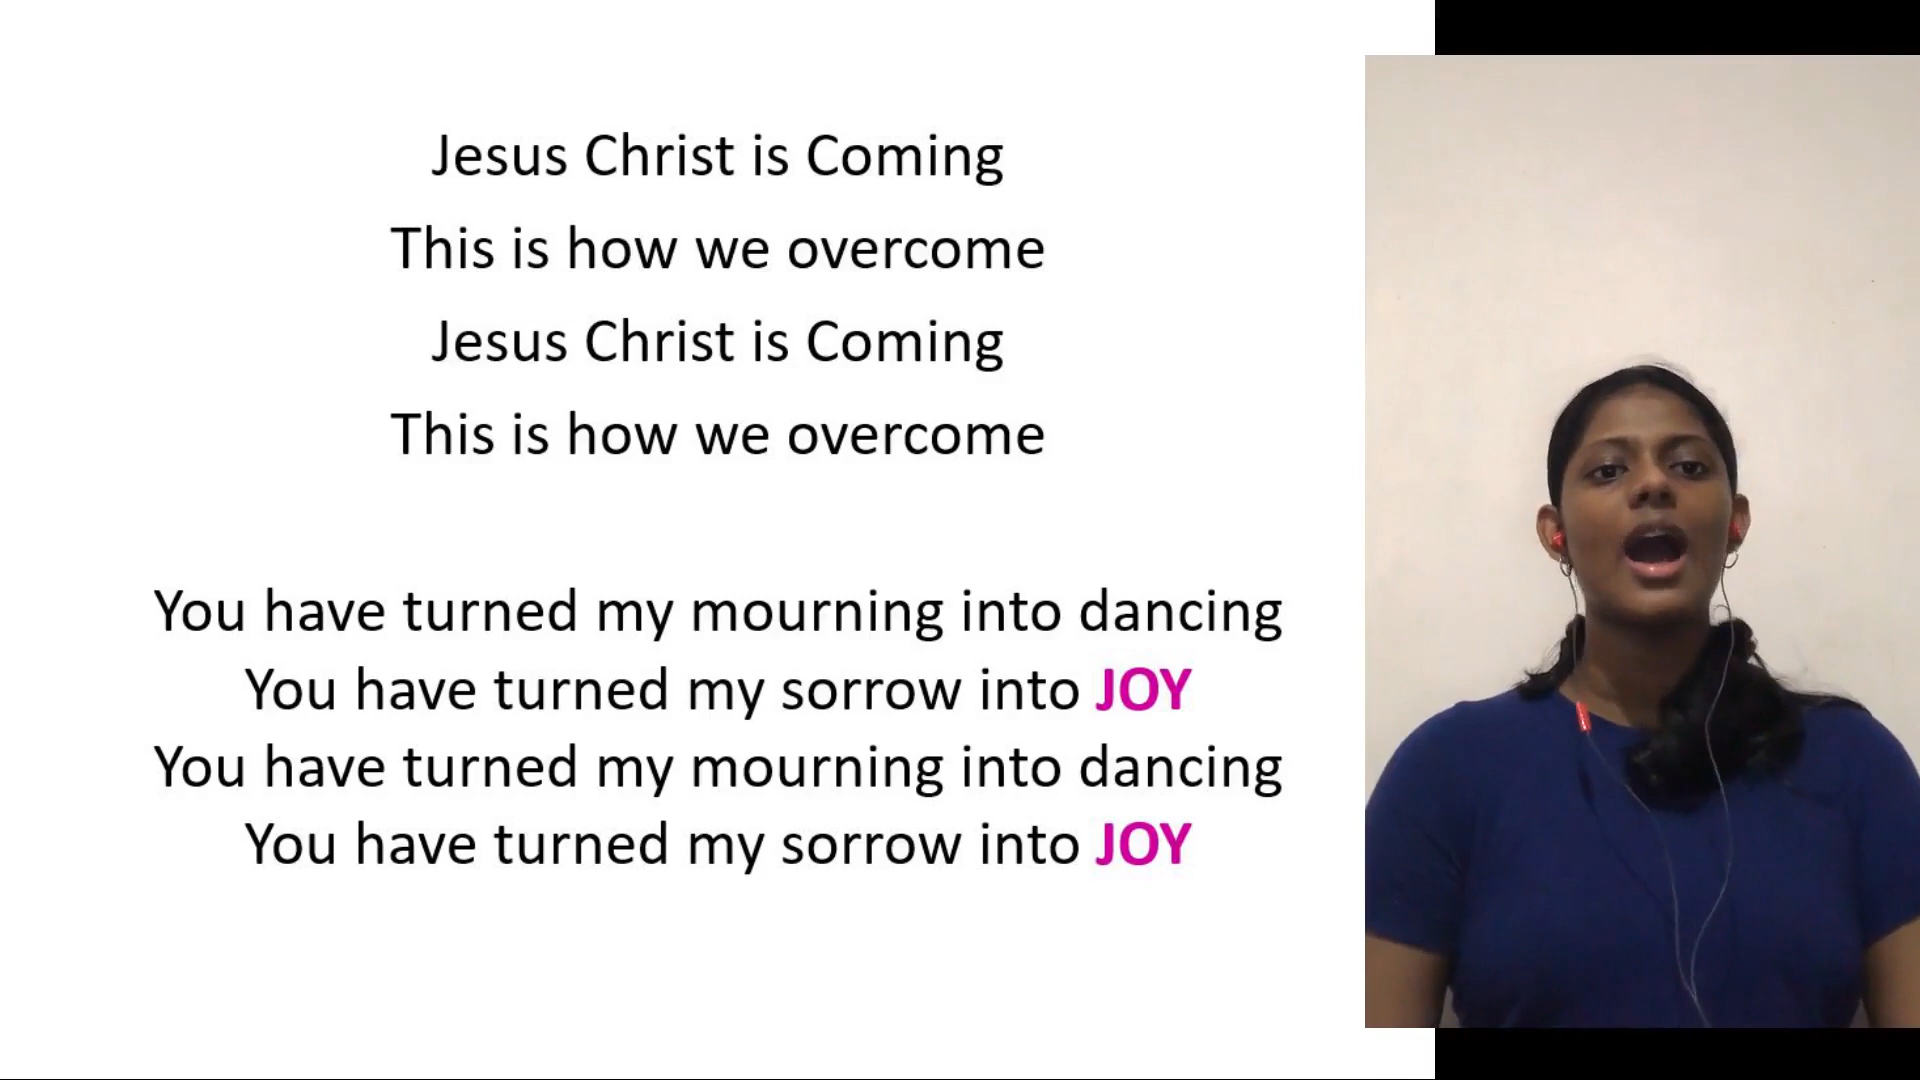 Jesus Christ is Coming
This is how we overcome
Jesus Christ is Coming
This is how we overcome
You have turned my mourning into dancing
You have turned my sorrow into JOY
You have turned my mourning into dancing
You have turned my sorrow into JOY